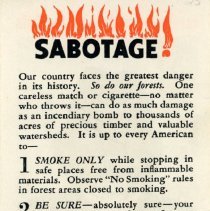 SABOTAGE!
Our country faces the greatest danger
in its history. So do our forests. One
careless match or cigarette—no matter
who throws it—can do as much damage
as an incendiary bomb to thousands of
acres of precious timber and valuable
watersheds. It is up to every American
to—
1 SMOKE ONLY while stopping in
safe places free from inflammable
materials. Observe "No Smoking" rules
in forest areas closed to smoking.
2 BE SURE—absolutely sure—your